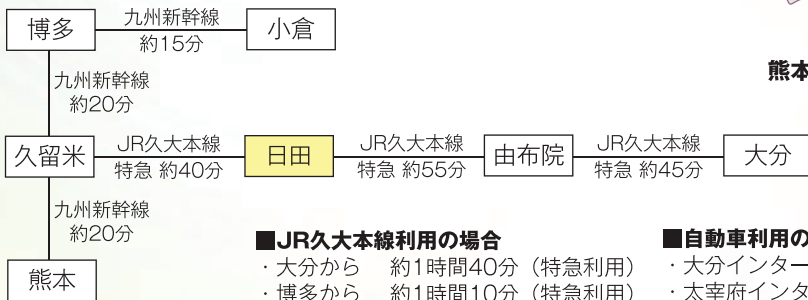 九州新幹線
博多
小倉
約15分
熊本
九州新幹線
約20分
JR久大本線
JR久大本線
JR久大本線
久留米
日田
由布院
大分
特急 約40分
特急 約55分
特急 約45分
九州新幹線
約20分
■JR久大本線利用の場合
■自動車利用の
・大分から 約1時間40分（特急利用）
・大分インター
熊本
・博多から 約1時間10分（特急利用）
・太宰府インタ